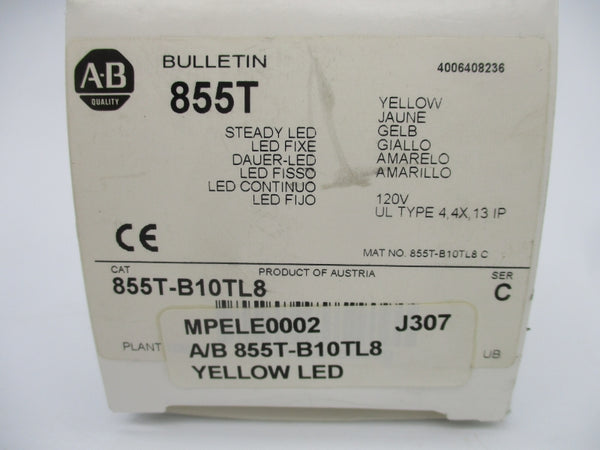 A-B
QUALITY
BULLETIN
855T
4006408236
STEADY LED
LED FIXE
DAUER-LED
LED FISSO
LED CONTINUO
LED FIJO
YELLOW
JAUNE
GELB
GIALLO
AMARELO
AMARILLO
120V
UL TYPE 4,4X,13 IP
CE
MAT NO. 855T-B10TL8 C
CAT
PRODUCT OF AUSTRIA
SER
855T-B10TL8
C
PLANT
UB
MPELE0002 J307
A/B 855T-B10TL8
YELLOW LED